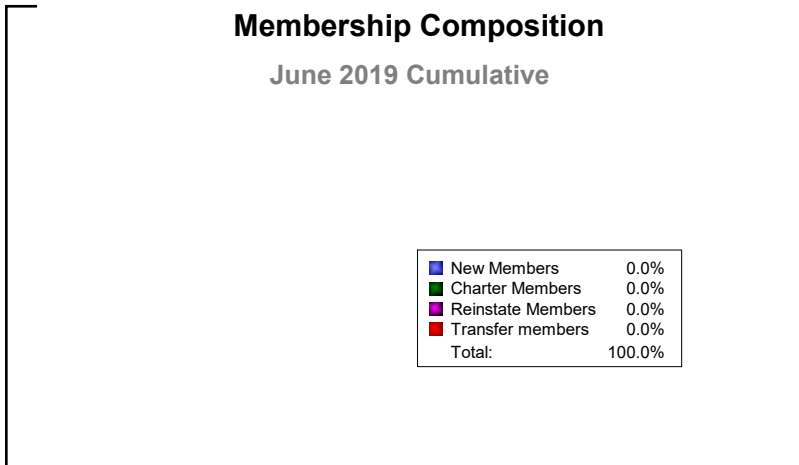 Membership Composition
June 2019 Cumulative
New Members 0.0%
Charter Members 0.0%
Reinstate Members 0.0%
Transfer members 0.0%
Total: 100.0%